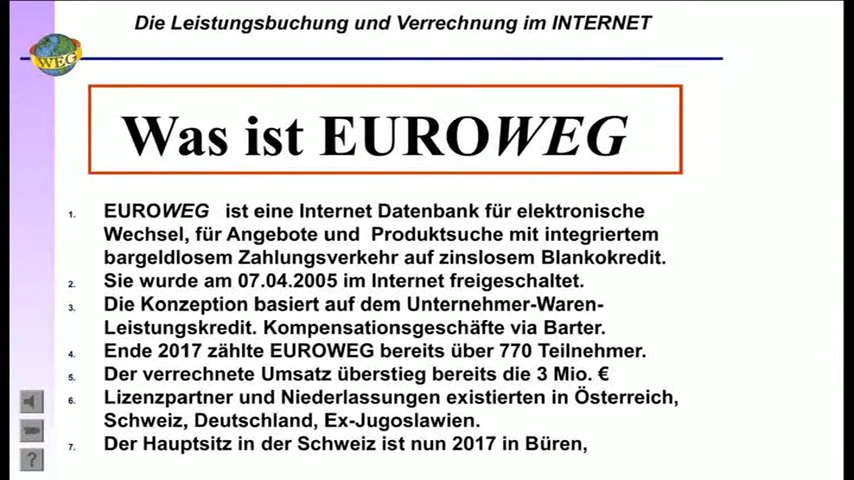 Die Leistungsbuchung und Verrechnung im INTERNET
WEG
Was ist EUROWEG
1. EUROWEG ist eine Internet Datenbank für elektronische
Wechsel, für Angebote und Produktsuche mit integriertem
bargeldlosem Zahlungsverkehr auf zinslosem Blankokredit.
2. Sie wurde am 07.04.2005 im Internet freigeschaltet.
3. Die Konzeption basiert auf dem Unternehmer-Waren-
Leistungskredit. Kompensationsgeschäfte via Barter.
4. Ende 2017 zählte EUROWEG bereits über 770 Teilnehmer.
5. Der verrechnete Umsatz überstieg bereits die 3 Mio. €
6. Lizenzpartner und Niederlassungen existierten in Österreich,
Schweiz, Deutschland, Ex-Jugoslawien.
7. Der Hauptsitz in der Schweiz ist nun 2017 in Büren,
?